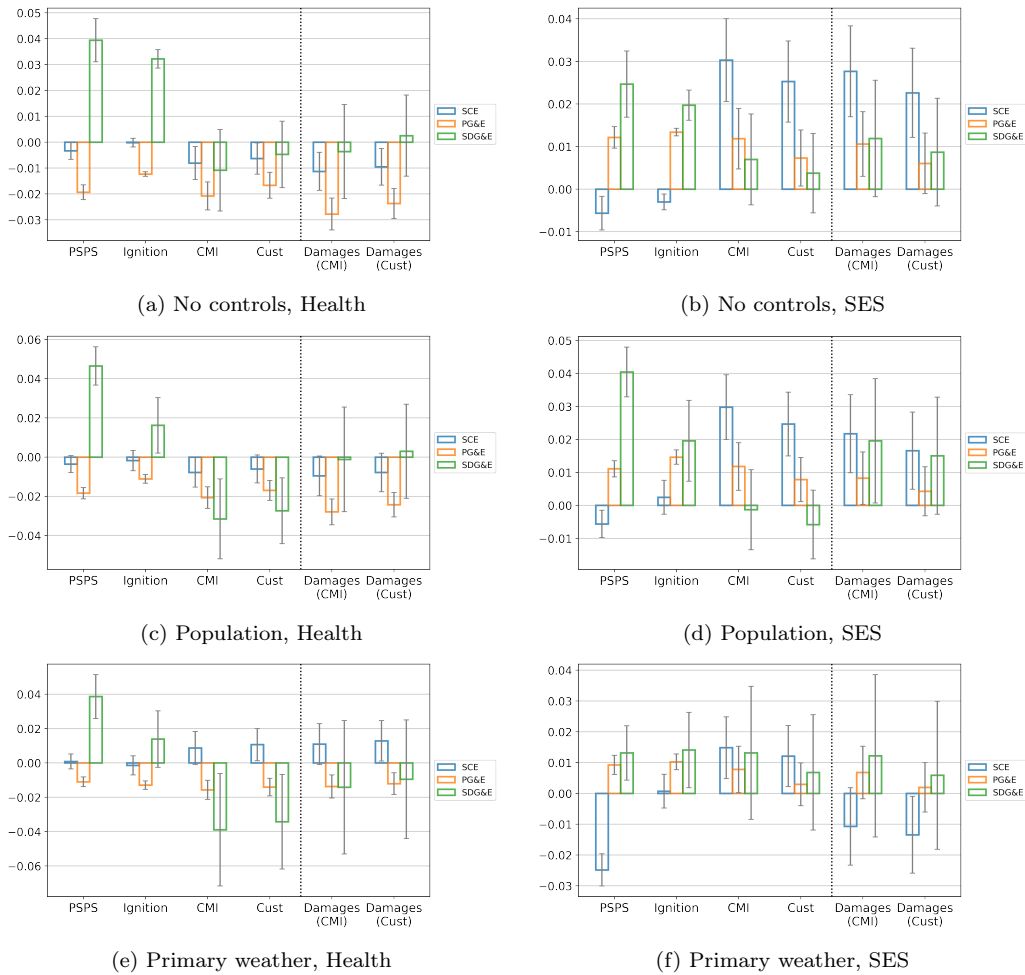 0.05
0.04
0.03
0.02
0.01
0.00
−0.01
−0.02
−0.03
PSPS Ignition CMI Cust Damages (CMI) Damages (Cust)
SCE
PG&E
SDG&E
(a) No controls, Health
0.04
0.03
0.02
0.01
0.00
−0.01
PSPS Ignition CMI Cust Damages (CMI) Damages (Cust)
SCE
PG&E
SDG&E
(b) No controls, SES
0.06
0.04
0.02
0.00
−0.02
−0.04
PSPS Ignition CMI Cust Damages (CMI) Damages (Cust)
SCE
PG&E
SDG&E
(c) Population, Health
0.05
0.04
0.03
0.02
0.01
0.00
−0.01
PSPS Ignition CMI Cust Damages (CMI) Damages (Cust)
SCE
PG&E
SDG&E
(d) Population, SES
0.04
0.02
0.00
−0.02
−0.04
−0.06
PSPS Ignition CMI Cust Damages (CMI) Damages (Cust)
SCE
PG&E
SDG&E
(e) Primary weather, Health
0.04
0.03
0.02
0.01
0.00
−0.01
−0.02
−0.03
PSPS Ignition CMI Cust Damages (CMI) Damages (Cust)
SCE
PG&E
SDG&E
(f) Primary weather, SES